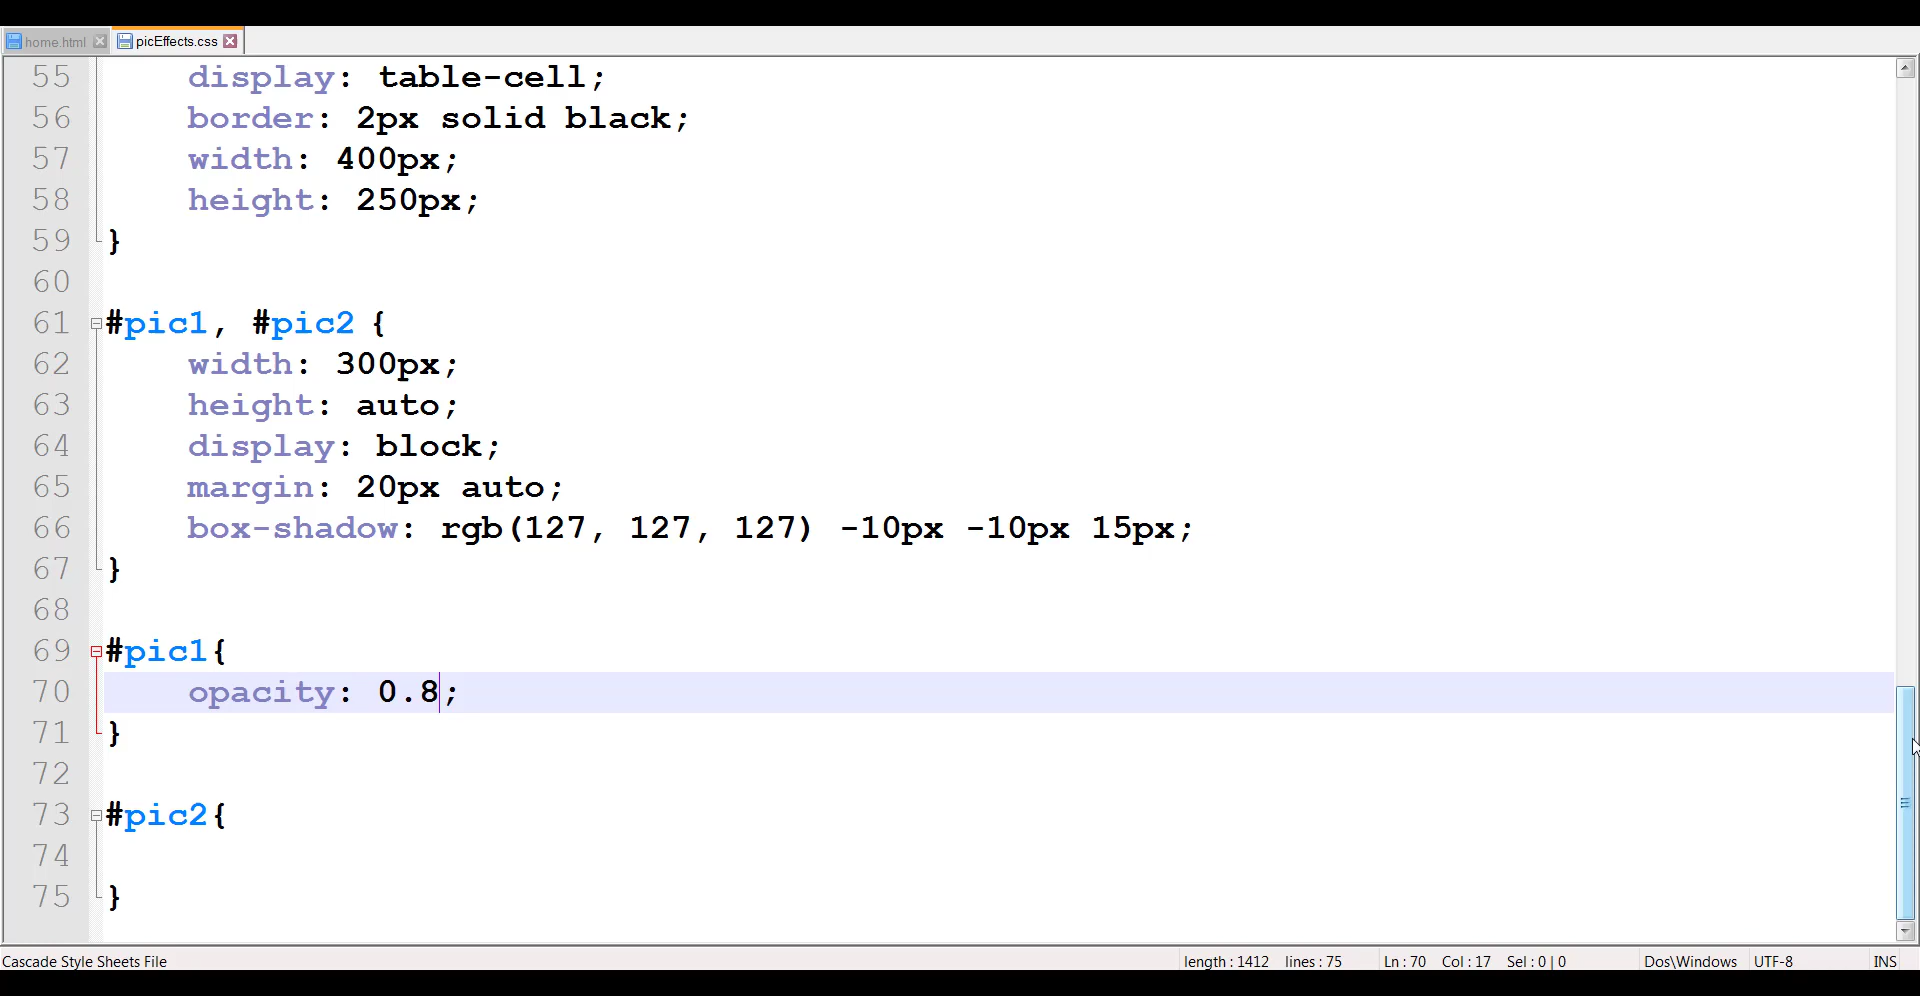 home.html picEffects.css
55 display: table-cell;
56 border: 2px solid black;
57 width: 400px;
58 height: 250px;
59 }
60
61 #pic1, #pic2 {
62 width: 300px;
63 height: auto;
64 display: block;
65 margin: 20px auto;
66 box-shadow: rgb(127, 127, 127) -10px -10px 15px;
67 }
68
69 #pic1{
70 opacity: 0.8;
71 }
72
73 #pic2{
74
75 }
Cascade Style Sheets File length : 1412 lines : 75 Ln : 70 Col : 17 Sel : 0 | 0 Dos\Windows UTF-8 INS